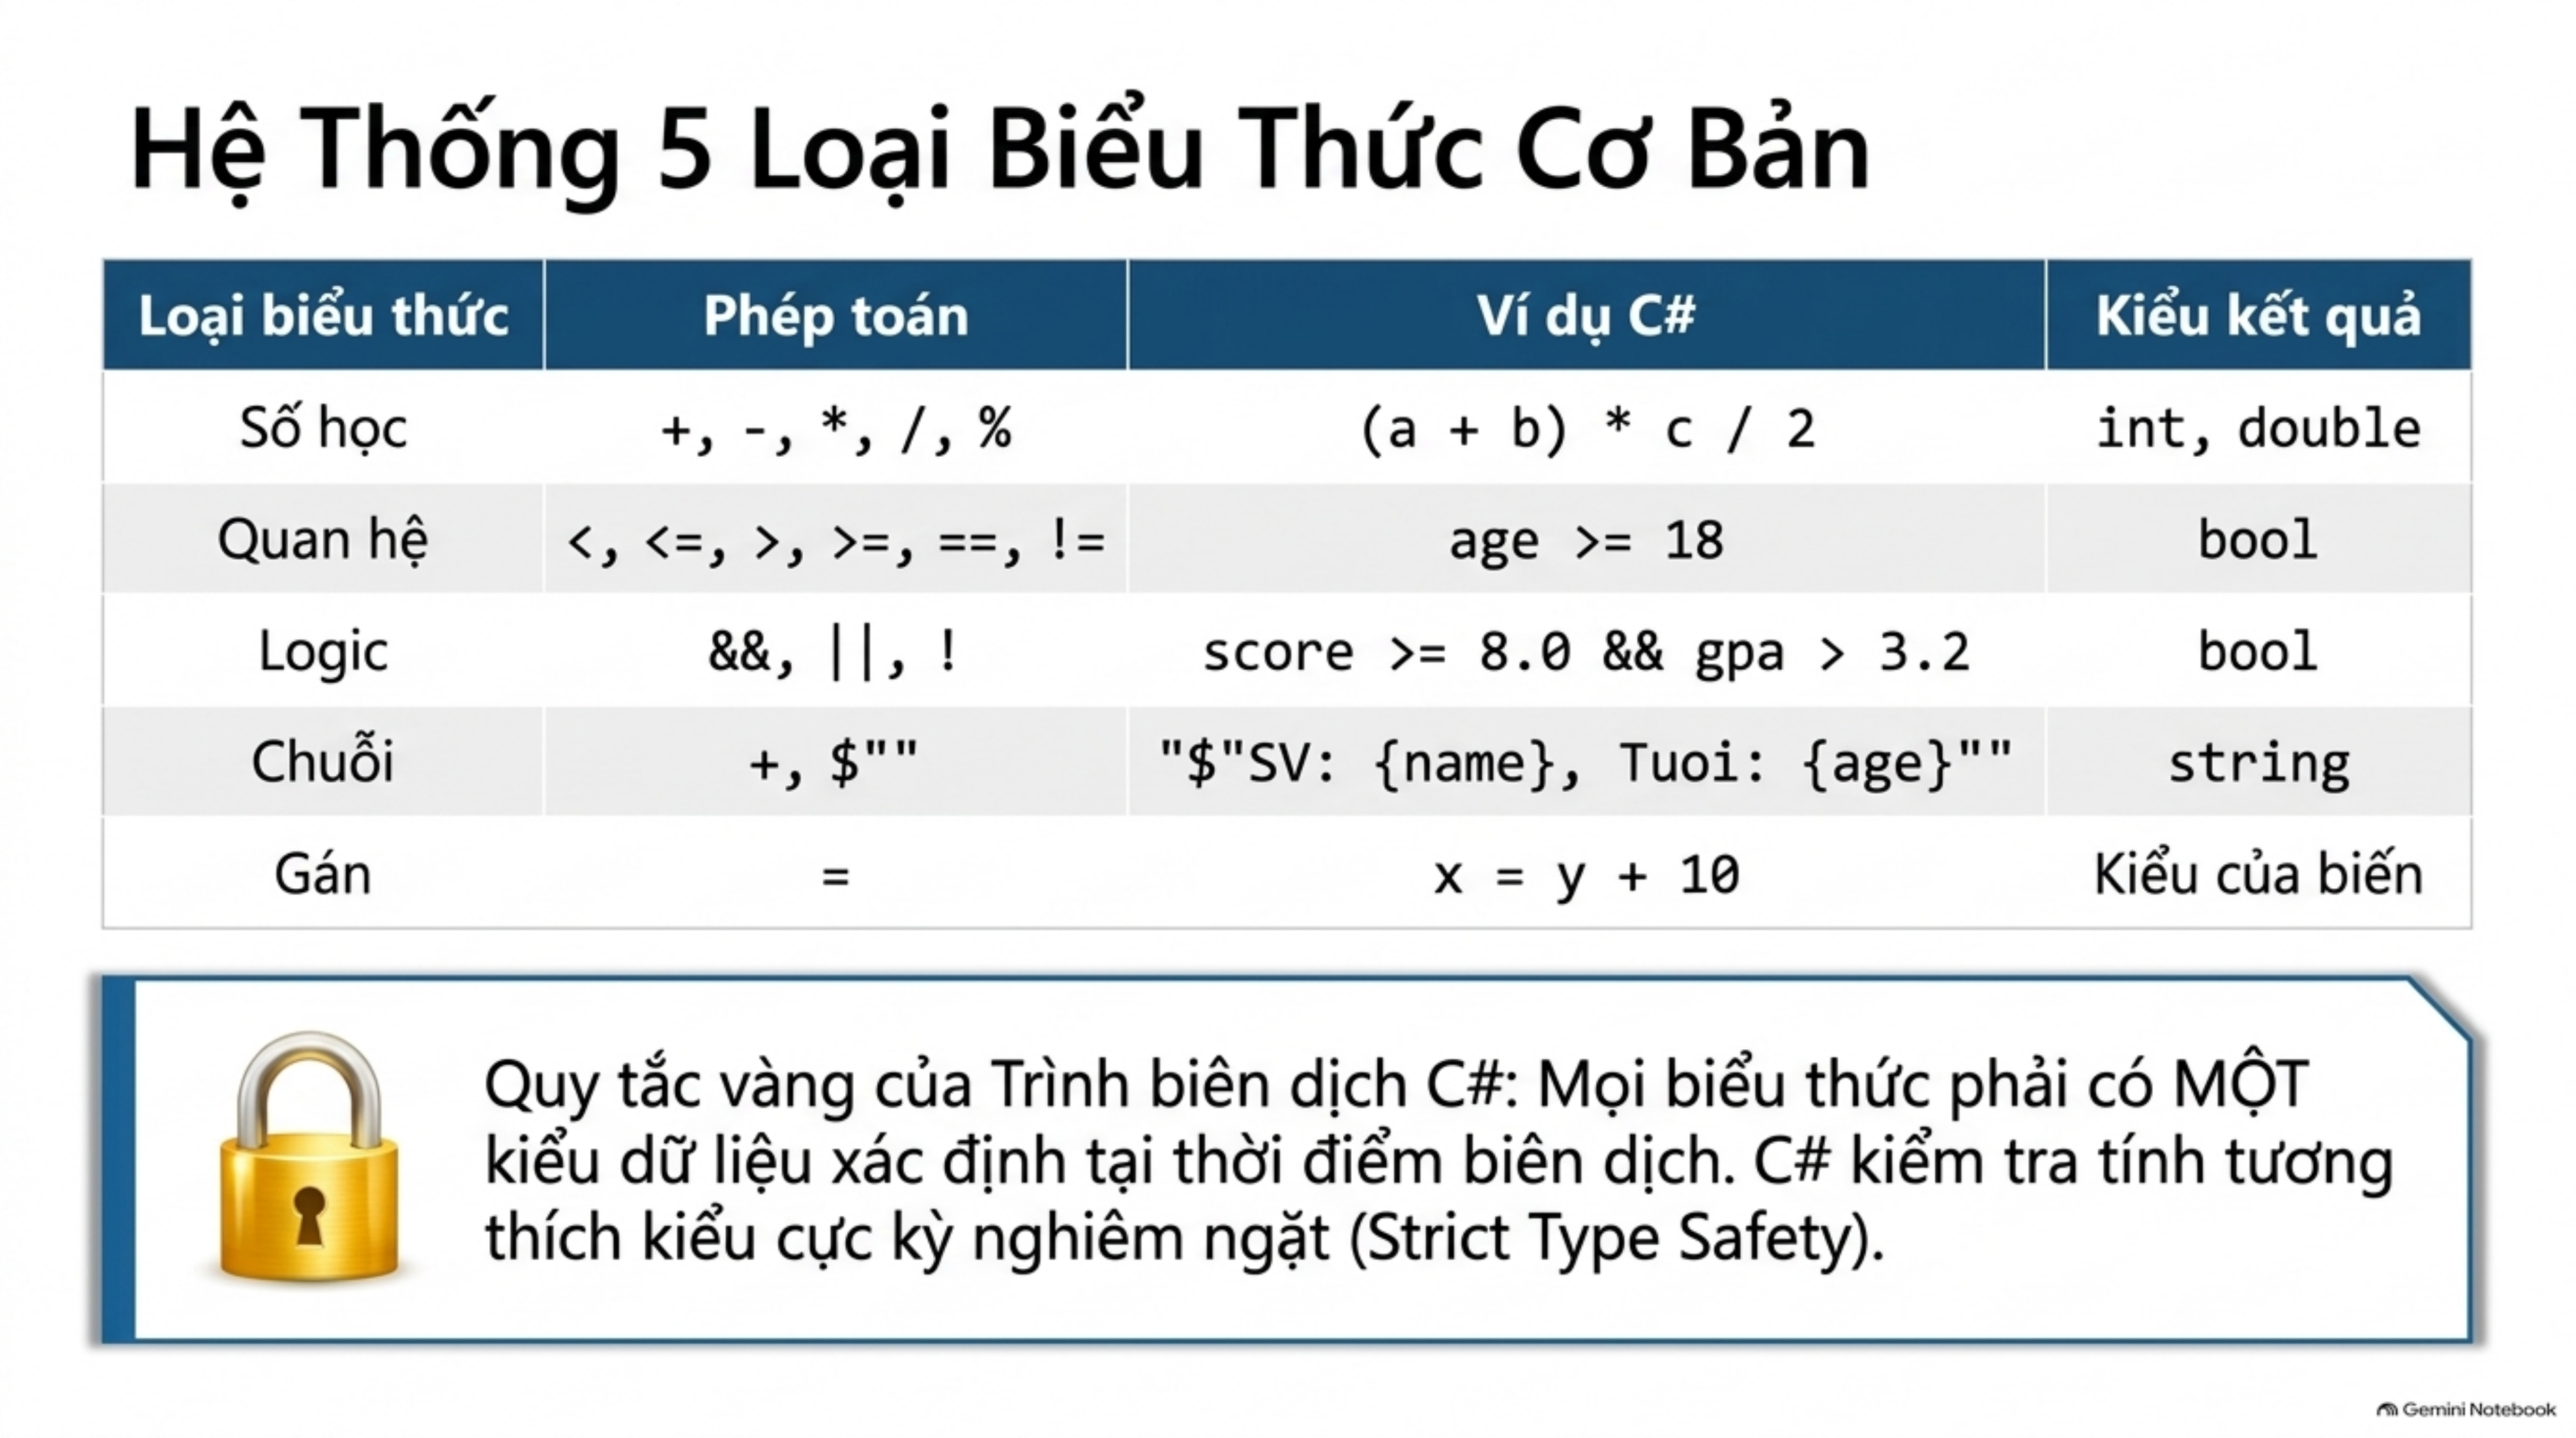 Hệ Thống 5 Loại Biểu Thức Cơ Bản
Loại biểu thức Phép toán Ví dụ C# Kiểu kết quả
Số học +, -, *, /, % (a + b) * c / 2 int, double
Quan hệ <, <=, >, >=, ==, != age >= 18 bool
Logic &&, ||, ! score >= 8.0 && gpa > 3.2 bool
Chuỗi +, $"" "$"SV: {name}, Tuoi: {age}"" string
Gán = x = y + 10 Kiểu của biến
Quy tắc vàng của Trình biên dịch C#: Mọi biểu thức phải có MỘT
kiểu dữ liệu xác định tại thời điểm biên dịch. C# kiểm tra tính tương
thích kiểu cực kỳ nghiêm ngặt (Strict Type Safety).
Gemini Notebook